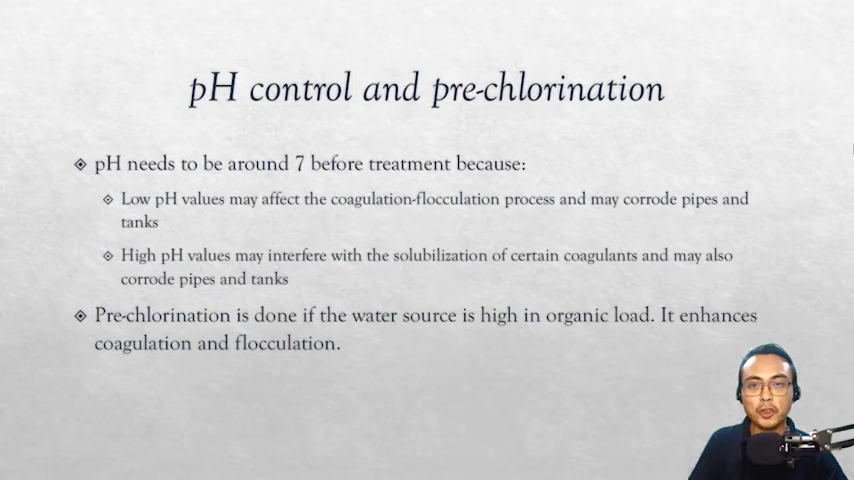 pH control and pre-chlorination
pH needs to be around 7 before treatment because:
Low pH values may affect the coagulation-flocculation process and may corrode pipes and
tanks
High pH values may interfere with the solubilization of certain coagulants and may also
corrode pipes and tanks
Pre-chlorination is done if the water source is high in organic load. It enhances
coagulation and flocculation.